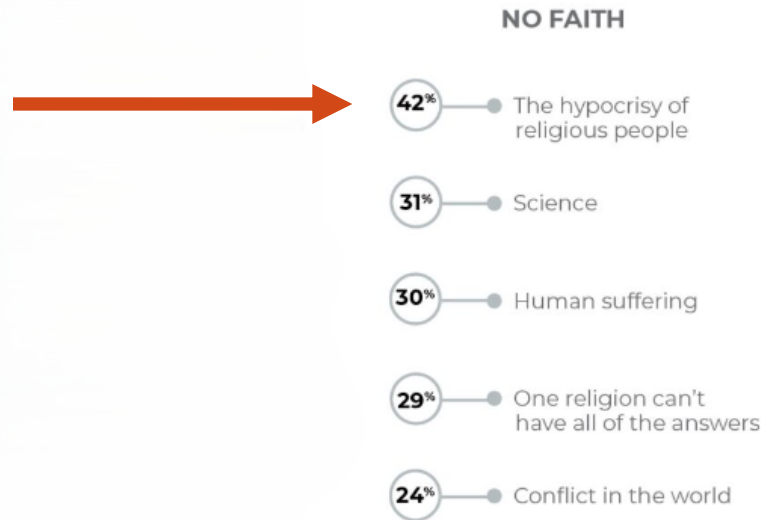 NO FAITH
42% The hypocrisy of
religious people
31% Science
30% Human suffering
29% One religion can't
have all of the answers
24% Conflict in the world